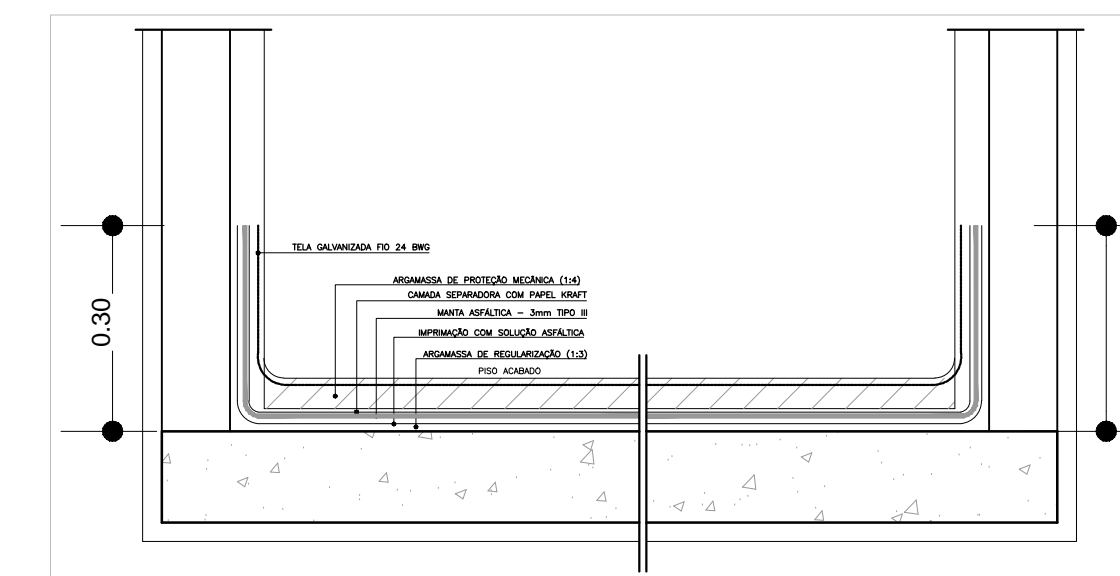 TELA GALVANIZADA FIO 24 BWG
ARGAMASSA DE PROTEÇÃO MECÂNICA (1:4)
CAMADA SEPARADORA COM PAPEL KRAFT
MANTA ASFÁLTICA - 3mm TIPO III
0.30
IMPRIMAÇÃO COM SOLUÇÃO ASFÁLTICA
ARGAMASSA DE REGULARIZAÇÃO (1:3)
PISO ACABADO